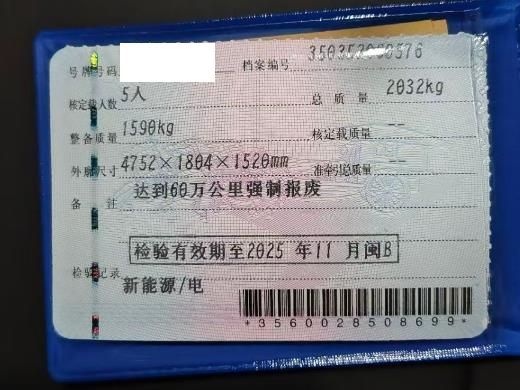 号牌号码 档案编号 350352000576
核定载人数 5人 总质量 2032kg
整备质量 1590kg 核定载质量 --
外廓尺寸 4752×1804×1520mm 准牵引总质量 --
备注 达到60万公里强制报废
检验有效期至2025 年11 月闽B
检验记录 新能源/电
*3560028508699*